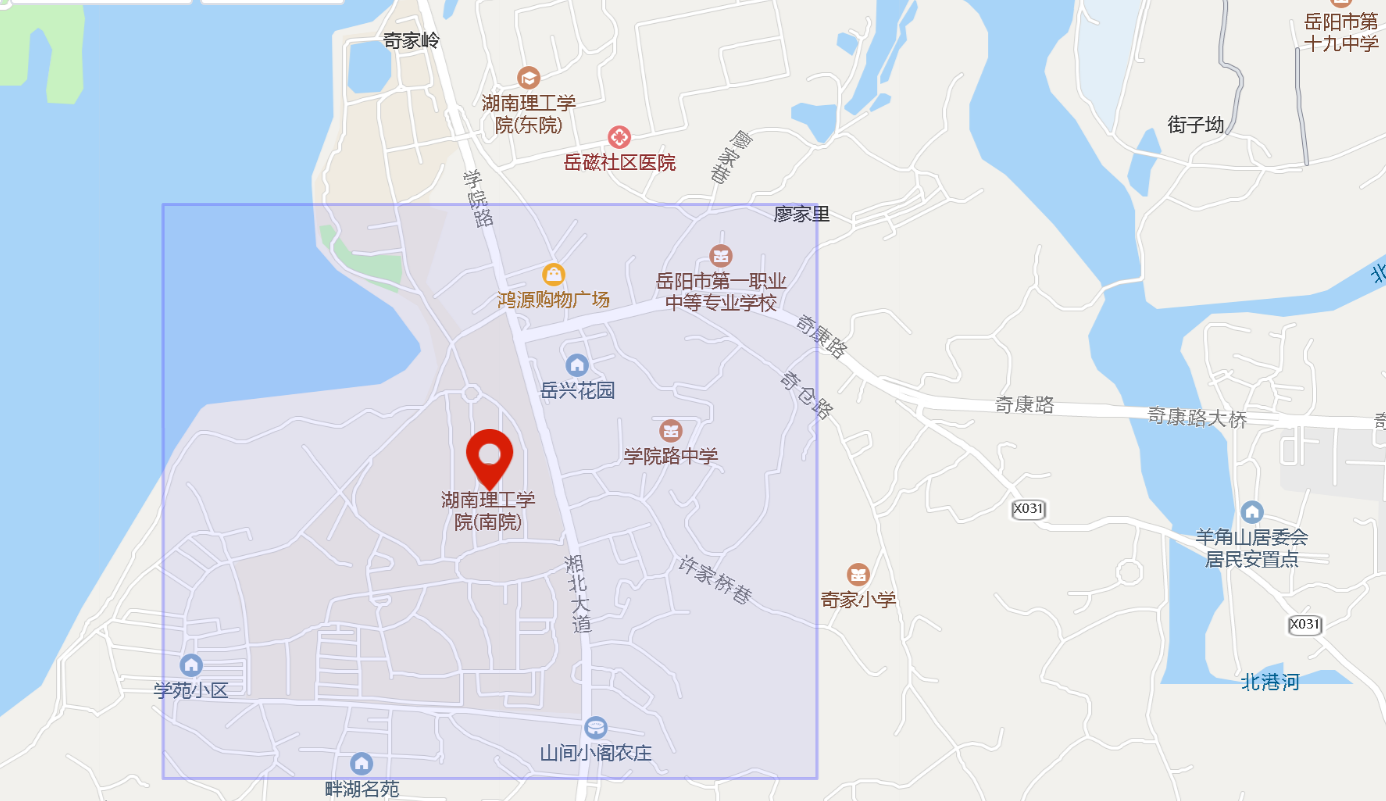 岳阳市第
十九中学
奇家岭
湖南理工学
院(东院)
街子坳
岳磁社区医院
廖家巷
学院路
廖家里
北
岳阳市第一职业
中等专业学校
鸿源购物广场
奇康路
岳兴花园
奇仓路
奇康路
奇康路大桥
学院路中学
湖南理工学
院(南院)
X031
羊角山居委会
居民安置点
湘北大道
许家桥巷
奇家小学
X031
北港河
学苑小区
山间小阁农庄
畔湖名苑